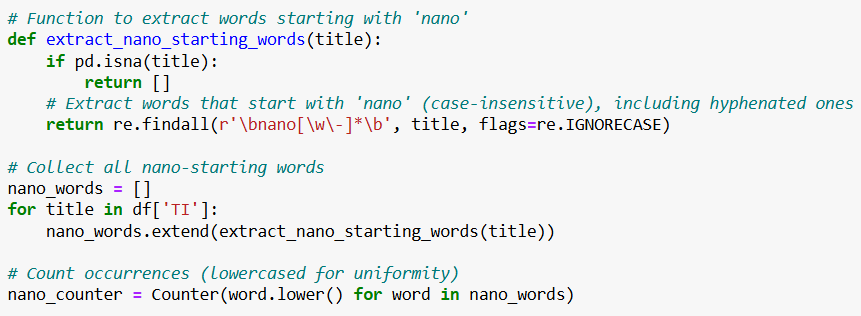 # Function to extract words starting with 'nano'
def extract_nano_starting_words(title):
    if pd.isna(title):
        return []
    # Extract words that start with 'nano' (case-insensitive), including hyphenated ones
    return re.findall(r'\bnano[\w\-]*\b', title, flags=re.IGNORECASE)

# Collect all nano-starting words
nano_words = []
for title in df['TI']:
    nano_words.extend(extract_nano_starting_words(title))

# Count occurrences (lowercased for uniformity)
nano_counter = Counter(word.lower() for word in nano_words)